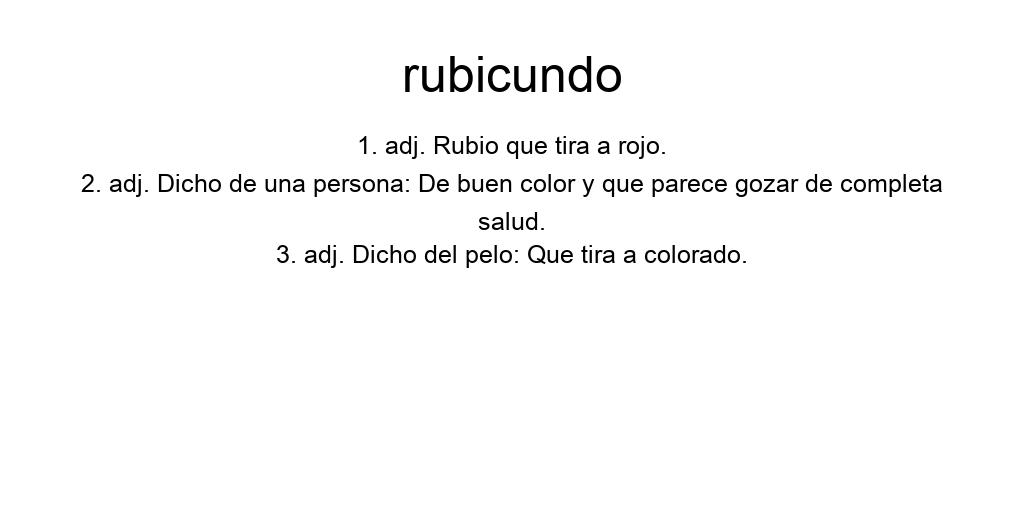 rubicundo
1. adj. Rubio que tira a rojo.
2. adj. Dicho de una persona: De buen color y que parece gozar de completa
salud.
3. adj. Dicho del pelo: Que tira a colorado.